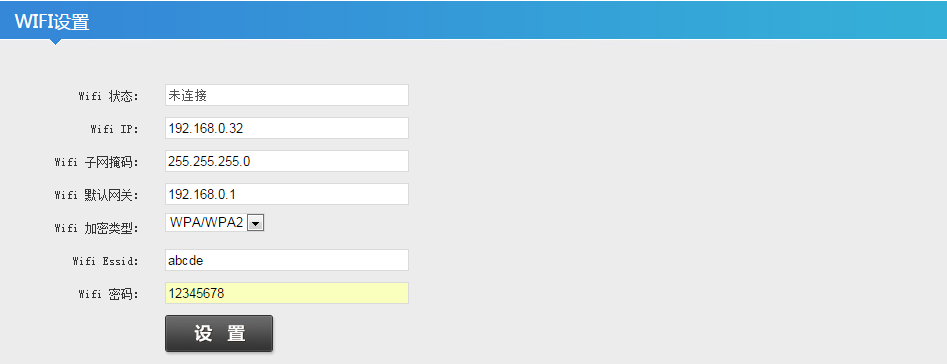 WIFI设置
Wifi 状态: 未连接
Wifi IP: 192.168.0.32
Wifi 子网掩码: 255.255.255.0
Wifi 默认网关: 192.168.0.1
Wifi 加密类型: WPA/WPA2
Wifi Essid: abcde
Wifi 密码: 12345678
设 置